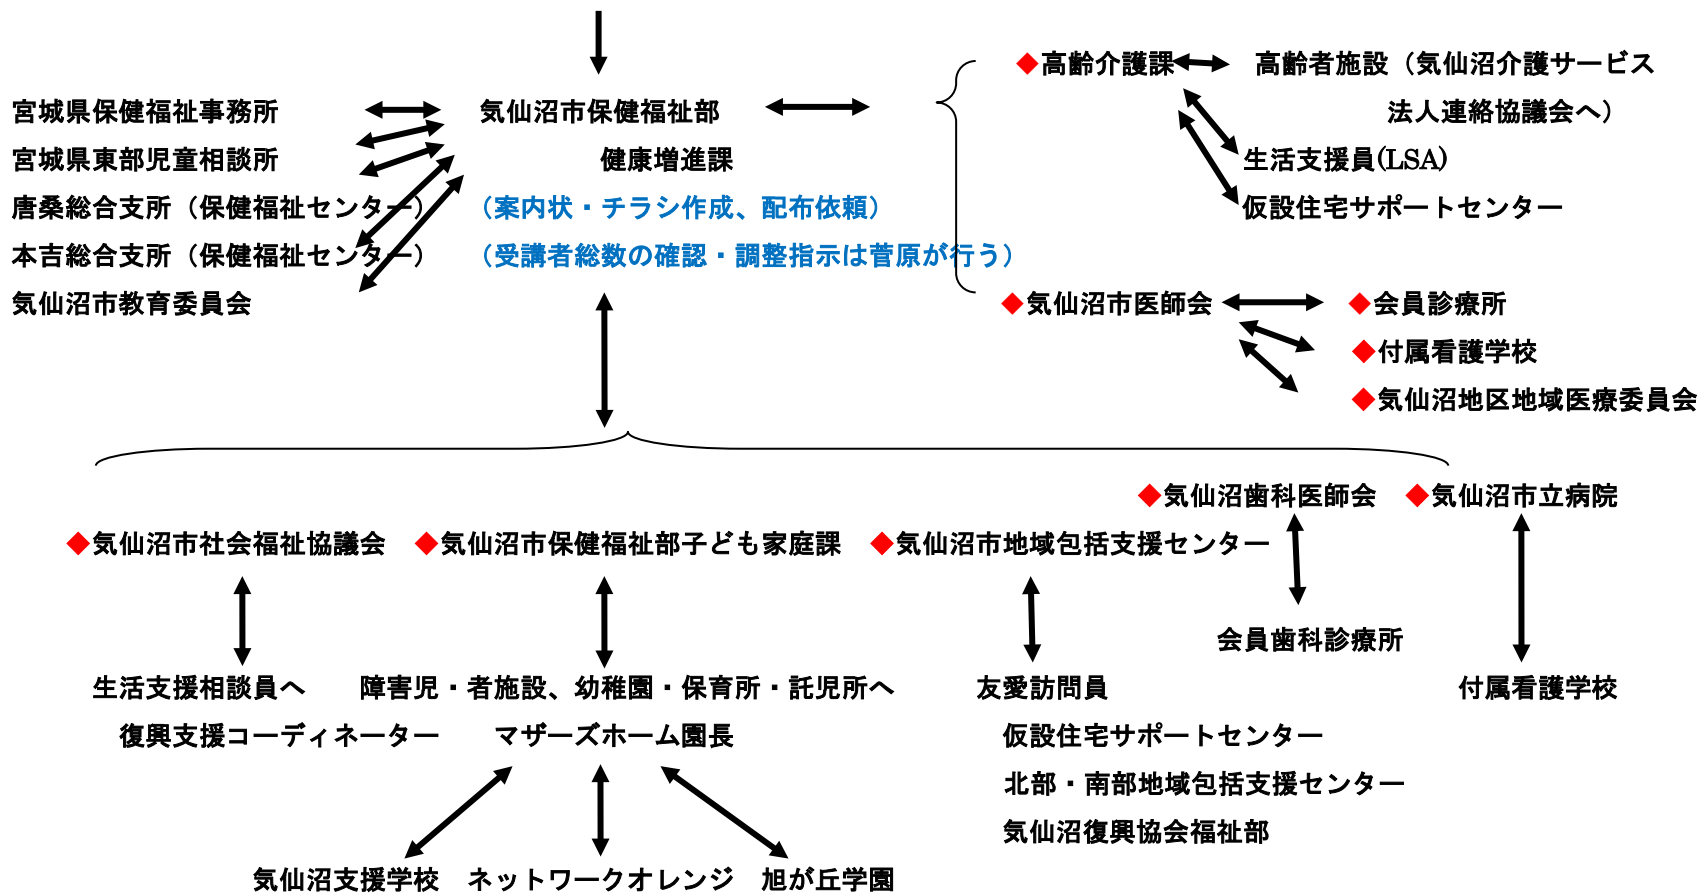 ◆高齢介護課
高齢者施設（気仙沼介護サービス
法人連絡協議会へ）
宮城県保健福祉事務所
気仙沼市保健福祉部
宮城県東部児童相談所
健康増進課
生活支援員(LSA)
唐桑総合支所（保健福祉センター）
（案内状・チラシ作成、配布依頼）
仮設住宅サポートセンター
本吉総合支所（保健福祉センター）
（受講者総数の確認・調整指示は菅原が行う）
気仙沼市教育委員会
◆気仙沼市医師会
◆会員診療所
◆付属看護学校
◆気仙沼地区地域医療委員会
◆気仙沼歯科医師会
◆気仙沼市立病院
◆気仙沼市社会福祉協議会
◆気仙沼市保健福祉部子ども家庭課
◆気仙沼市地域包括支援センター
会員歯科診療所
生活支援相談員へ
障害児・者施設、幼稚園・保育所・託児所へ
友愛訪問員
付属看護学校
復興支援コーディネーター
マザーズホーム園長
仮設住宅サポートセンター
北部・南部地域包括支援センター
気仙沼復興協会福祉部
気仙沼支援学校
ネットワークオレンジ
旭が丘学園